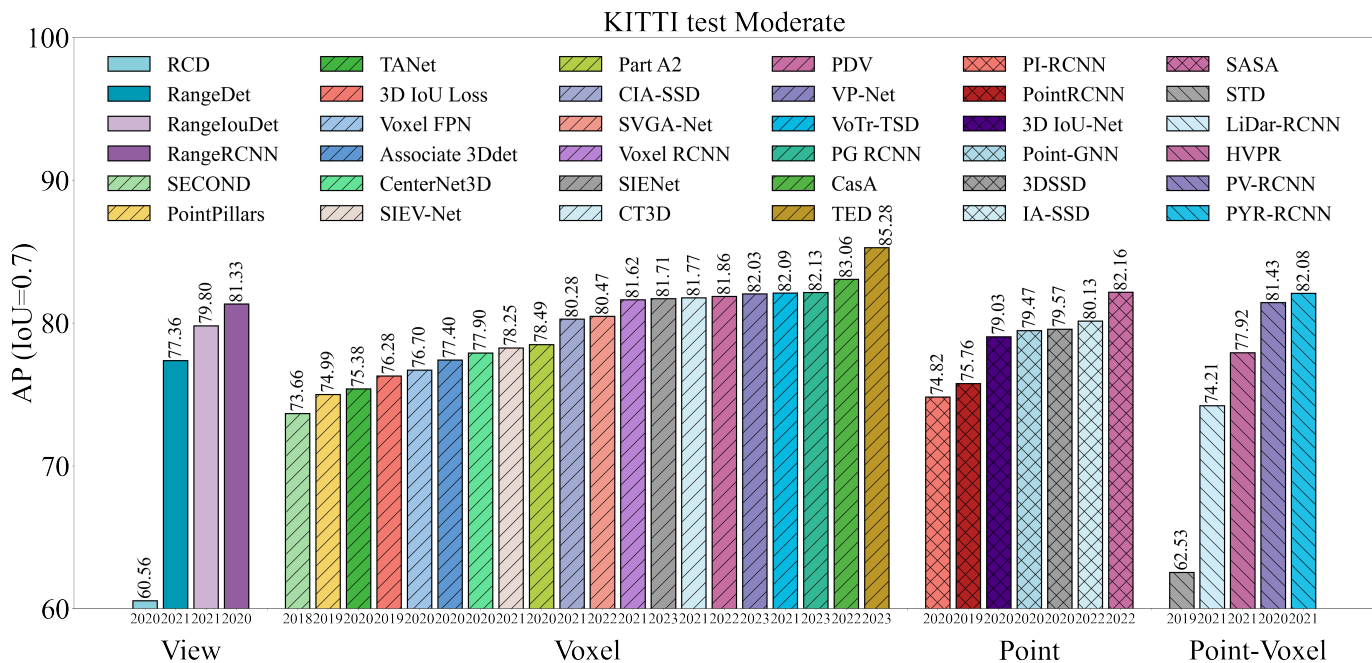 KITTI test Moderate
AP (IoU=0.7)
100
90
80
70
60
RCD
RangeDet
RangeIouDet
RangeRCNN
SECOND
PointPillars
TANet
3D IoU Loss
Voxel FPN
Associate 3Ddet
CenterNet3D
SIEV-Net
Part A2
CIA-SSD
SVGA-Net
Voxel RCNN
SIENet
CT3D
PDV
VP-Net
VoTr-TSD
PG RCNN
CasA
TED
PI-RCNN
PointRCNN
3D IoU-Net
Point-GNN
3DSSD
IA-SSD
SASA
STD
LiDar-RCNN
HVPR
PV-RCNN
PYR-RCNN
60.56
77.36
79.80
81.33
73.66
74.99
75.38
76.28
76.70
77.40
77.90
78.25
78.49
80.28
80.47
81.62
81.71
81.77
81.86
82.03
82.09
82.13
83.06
85.28
74.82
75.76
79.03
79.47
79.57
80.13
82.16
62.53
74.21
77.92
81.43
82.08
2020 2021 2021 2020
2018 2019 2020 2019 2020 2020 2020 2021 2020 2021 2022 2021 2023 2021 2022 2023 2021 2023 2022 2023
2020 2019 2020 2020 2020 2022 2022
2019 2021 2021 2020 2021
View
Voxel
Point
Point-Voxel